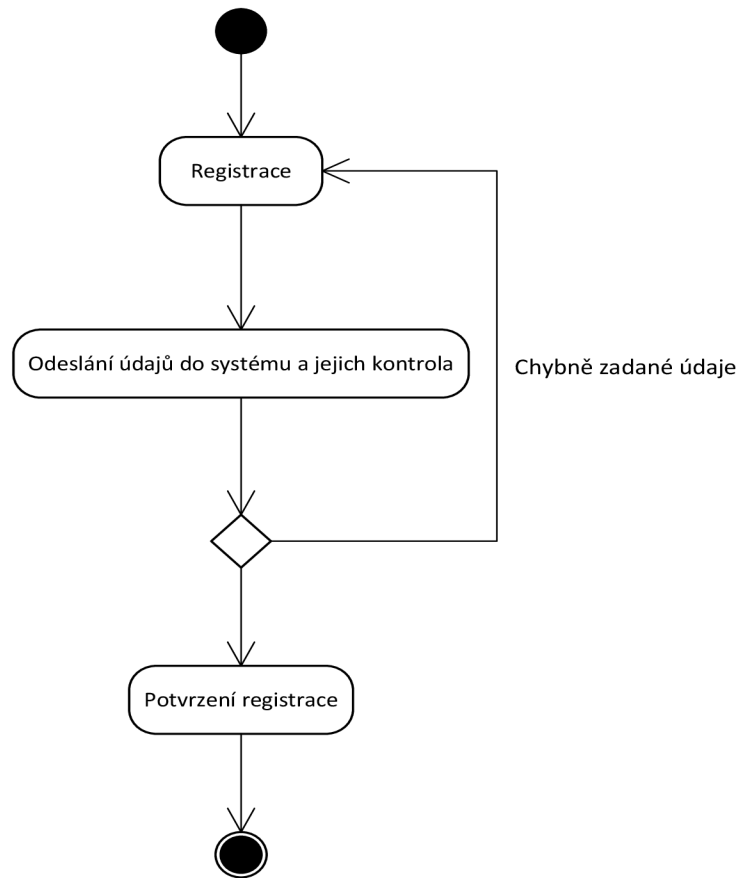 Registrace
Odeslání údajů do systému a jejich kontrola
Chybně zadané údaje
Potvrzení registrace